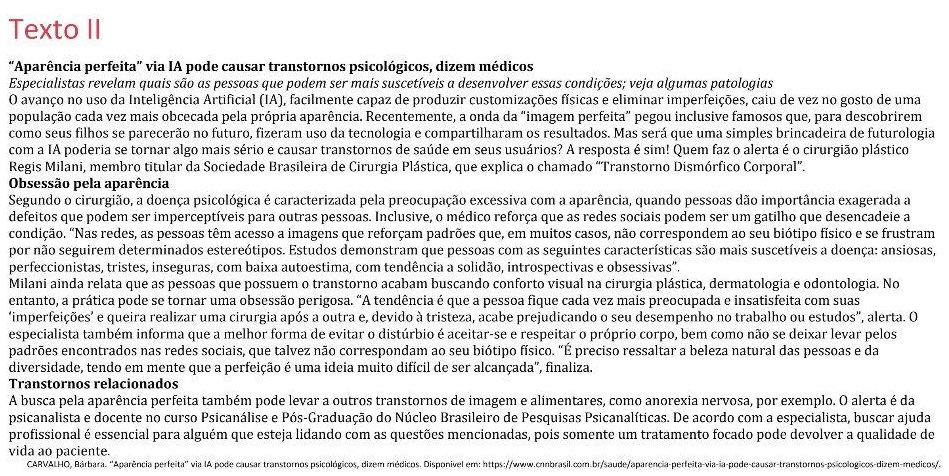 Texto II
“Aparência perfeita” via IA pode causar transtornos psicológicos, dizem médicos
Especialistas revelam quais são as pessoas que podem ser mais suscetíveis a desenvolver essas condições; veja algumas patologias
O avanço no uso da Inteligência Artificial (IA), facilmente capaz de produzir customizações físicas e eliminar imperfeições, caiu de vez no gosto de uma
população cada vez mais obcecada pela própria aparência. Recentemente, a onda da “imagem perfeita” pegou inclusive famosos que, para descobrirem
como seus filhos se parecerão no futuro, fizeram uso da tecnologia e compartilharam os resultados. Mas será que uma simples brincadeira de futurologia
com a IA poderia se tornar algo mais sério e causar transtornos de saúde em seus usuários? A resposta é sim! Quem faz o alerta é o cirurgião plástico
Regis Milani, membro titular da Sociedade Brasileira de Cirurgia Plástica, que explica o chamado “Transtorno Dismórfico Corporal”.
Obsessão pela aparência
Segundo o cirurgião, a doença psicológica é caracterizada pela preocupação excessiva com a aparência, quando pessoas dão importância exagerada a
defeitos que podem ser imperceptíveis para outras pessoas. Inclusive, o médico reforça que as redes sociais podem ser um gatilho que desencadeie a
condição. “Nas redes, as pessoas têm acesso a imagens que reforçam padrões que, em muitos casos, não correspondem ao seu biótipo físico e se frustram
por não seguirem determinados estereótipos. Estudos demonstram que pessoas com as seguintes características são mais suscetíveis a doença: ansiosas,
perfeccionistas, tristes, inseguras, com baixa autoestima, com tendência a solidão, introspectivas e obsessivas”.
Milani ainda relata que as pessoas que possuem o transtorno acabam buscando conforto visual na cirurgia plástica, dermatologia e odontologia. No
entanto, a prática pode se tornar uma obsessão perigosa. “A tendência é que a pessoa fique cada vez mais preocupada e insatisfeita com suas
‘imperfeições’ e queira realizar uma cirurgia após a outra e, devido à tristeza, acabe prejudicando o seu desempenho no trabalho ou estudos”, alerta. O
especialista também informa que a melhor forma de evitar o distúrbio é aceitar-se e respeitar o próprio corpo, bem como não se deixar levar pelos
padrões encontrados nas redes sociais, que talvez não correspondam ao seu biótipo físico. “É preciso ressaltar a beleza natural das pessoas e da
diversidade, tendo em mente que a perfeição é uma ideia muito difícil de ser alcançada”, finaliza.
Transtornos relacionados
A busca pela aparência perfeita também pode levar a outros transtornos de imagem e alimentares, como anorexia nervosa, por exemplo. O alerta é da
psicanalista e docente no curso Psicanálise e Pós-Graduação do Núcleo Brasileiro de Pesquisas Psicanalíticas. De acordo com a especialista, buscar ajuda
profissional é essencial para alguém que esteja lidando com as questões mencionadas, pois somente um tratamento focado pode devolver a qualidade de
vida ao paciente.
CARVALHO, Bárbara. “Aparência perfeita” via IA pode causar transtornos psicológicos, dizem médicos. Disponivel em: https://www.cnnbrasil.com.br/saude/aparencia-perfeita-via-ia-pode-causar-transtornos-psicologicos-dizem-medicos/.